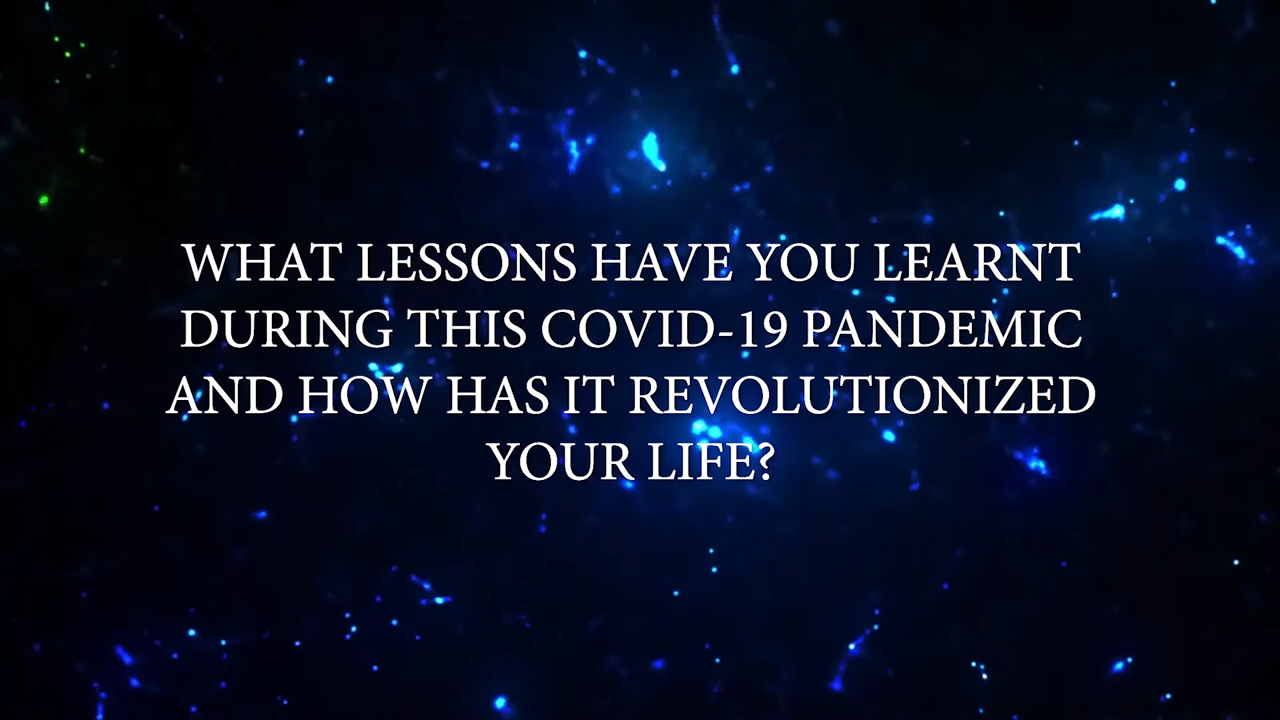 WHAT LESSONS HAVE YOU LEARNT
DURING THIS COVID-19 PANDEMIC
AND HOW HAS IT REVOLUTIONIZED
YOUR LIFE?